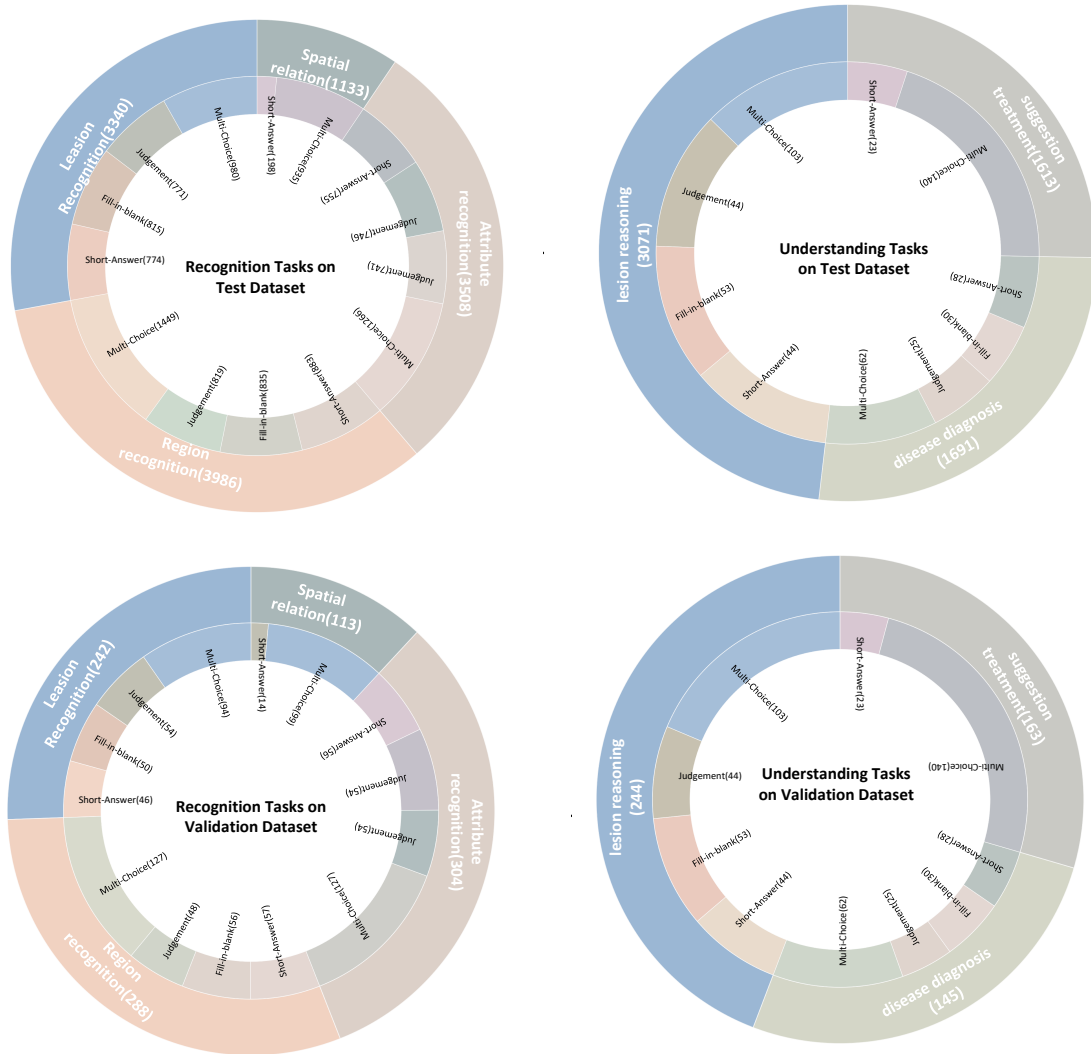 Spatial
relation(1133)
Attribute
recognition(3508)
Region
recognition(3986)
Leasion
Recognition(3340)
Short-Answer(198)
Multi-Choice(935)
Short-Answer(755)
Judgement(746)
Judgement(741)
Multi-Choice(1266)
Short-Answer(883)
Fill-in-blank(835)
Judgement(819)
Multi-Choice(1449)
Short-Answer(774)
Fill-in-blank(815)
Judgement(771)
Multi-Choice(980)
Recognition Tasks on
Test Dataset
suggestion
treatment(1613)
disease diagnosis
(1691)
lesion reasoning
(3071)
Short-Answer(23)
Multi-Choice(140)
Short-Answer(28)
Fill-in-blank(30)
Judgement(25)
Multi-Choice(62)
Short-Answer(44)
Fill-in-blank(53)
Judgement(44)
Multi-Choice(103)
Understanding Tasks
on Test Dataset
Spatial
relation(113)
Attribute
recognition(304)
Region
recognition(288)
Leasion
Recognition(242)
Short-Answer(14)
Multi-Choice(99)
Short-Answer(56)
Judgement(54)
Judgement(54)
Multi-Choice(127)
Short-Answer(57)
Fill-in-blank(56)
Judgement(48)
Multi-Choice(127)
Short-Answer(46)
Fill-in-blank(50)
Judgement(54)
Multi-Choice(94)
Recognition Tasks on
Validation Dataset
suggestion
treatment(163)
disease diagnosis
(145)
lesion reasoning
(244)
Short-Answer(23)
Multi-Choice(140)
Short-Answer(28)
Fill-in-blank(30)
Judgement(25)
Multi-Choice(62)
Short-Answer(44)
Fill-in-blank(53)
Judgement(44)
Multi-Choice(103)
Understanding Tasks
on Validation Dataset